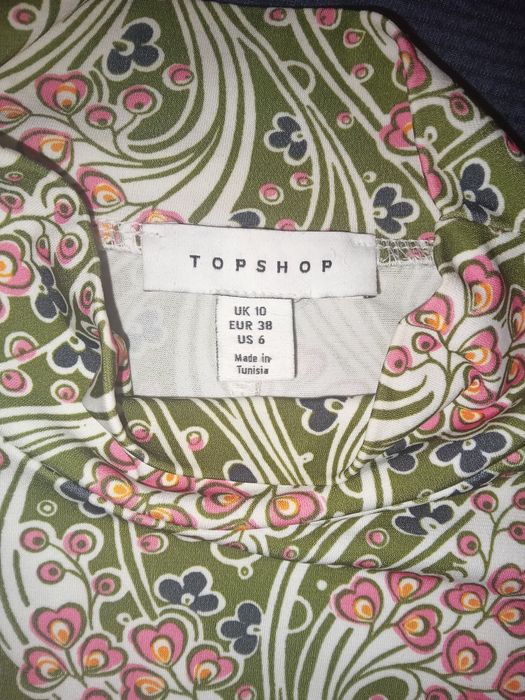 TOPSHOP
UK 10
EUR 38
US 6
Made in
Tunisia